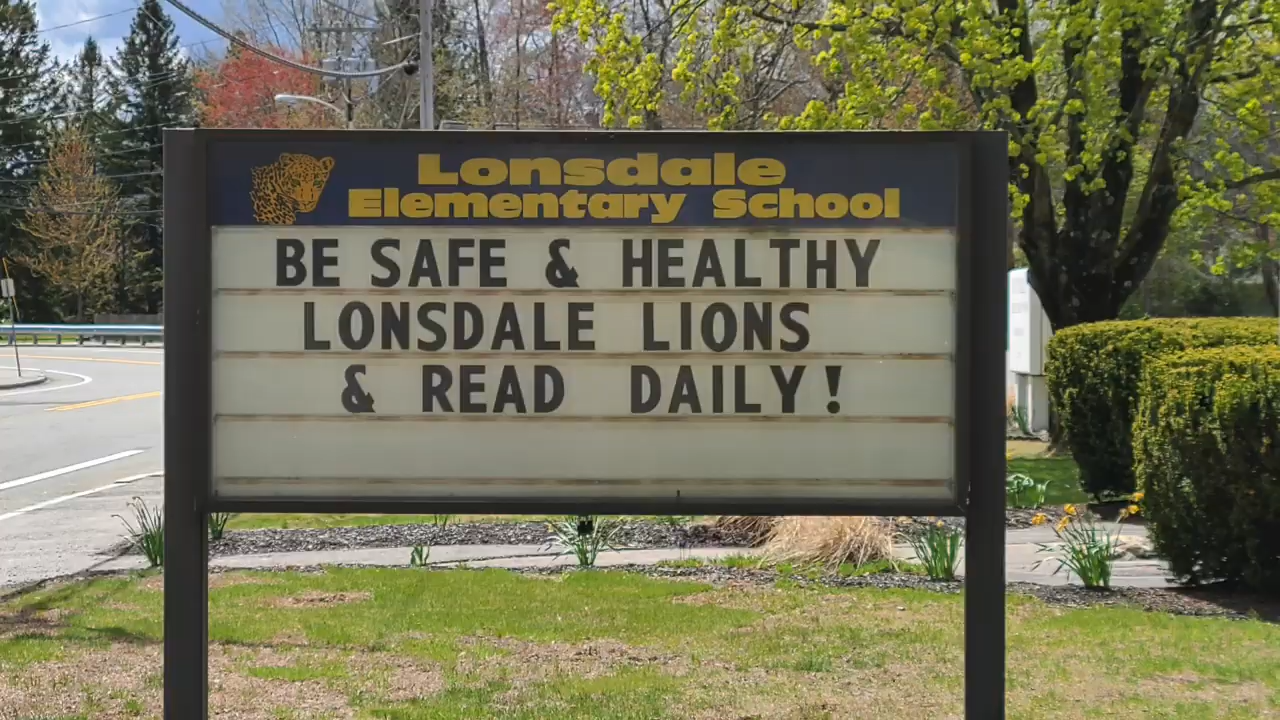 Lonsdale
Elementary School
BE SAFE & HEALTHY
LONSDALE LIONS
& READ DAILY!